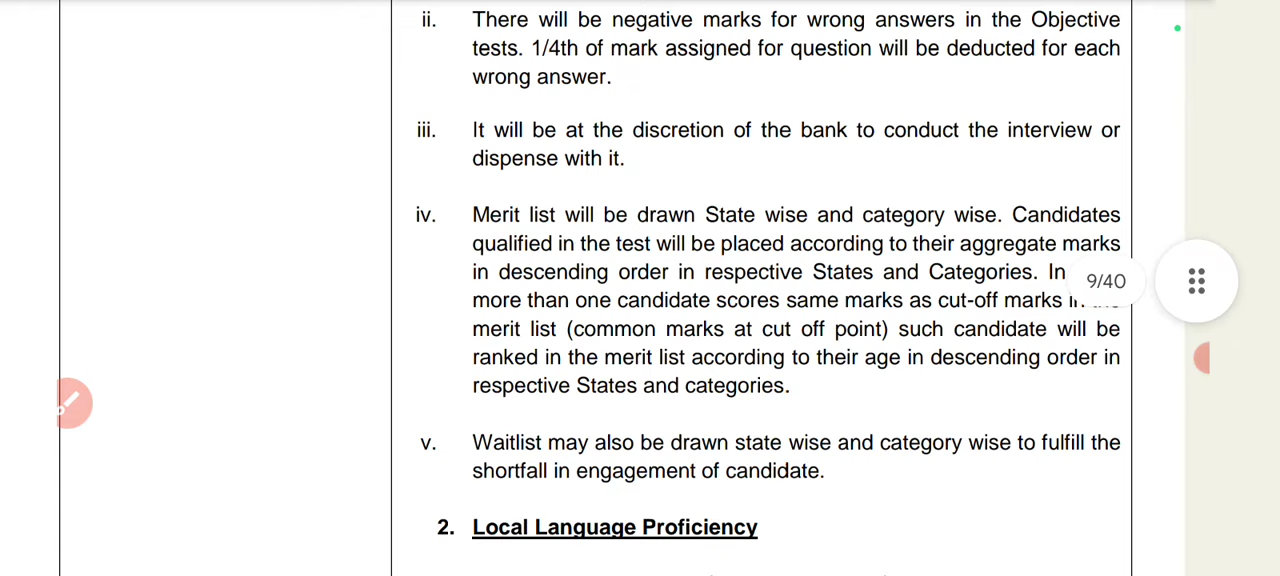 ii. There will be negative marks for wrong answers in the Objective
tests. 1/4th of mark assigned for question will be deducted for each
wrong answer.
iii. It will be at the discretion of the bank to conduct the interview or
dispense with it.
iv. Merit list will be drawn State wise and category wise. Candidates
qualified in the test will be placed according to their aggregate marks
in descending order in respective States and Categories. In
9/40
more than one candidate scores same marks as cut-off marks
merit list (common marks at cut off point) such candidate will be
ranked in the merit list according to their age in descending order in
respective States and categories.
v. Waitlist may also be drawn state wise and category wise to fulfill the
shortfall in engagement of candidate.
2. Local Language Proficiency